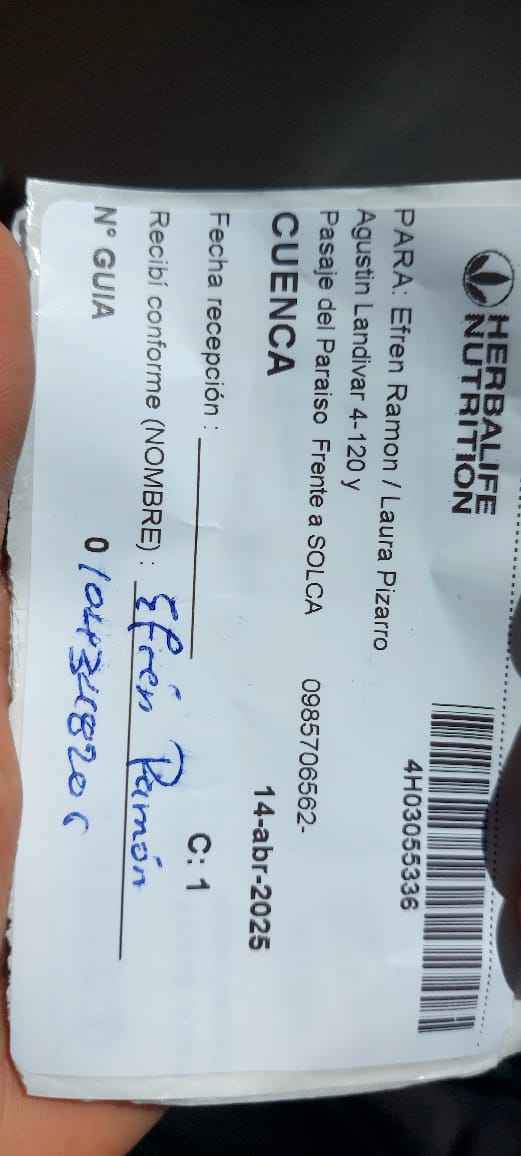 HERBALIFE
NUTRITION
4H03055336
PARA: Efren Ramon / Laura Pizarro
Agustin Landivar 4-120 y
Pasaje del Paraiso Frente a SOLCA 0985706562-
CUENCA 14-abr-2025
Fecha recepción :
C: 1
Recibí conforme (NOMBRE) : Efrén Ramón
N° GUIA 0